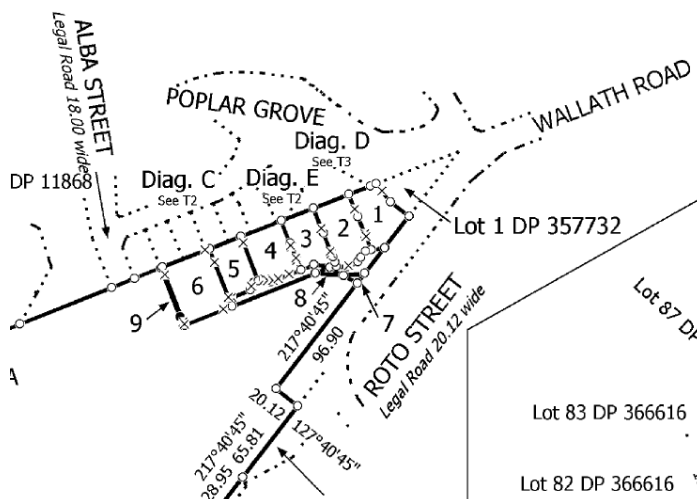 ALBA STREET
Legal Road 18.00 wide
POPLAR GROVE
WALLATH ROAD
Diag. D
See T3
DP 11868
Diag. C
See T2
Diag. E
See T2
Lot 1 DP 357732
1
2
3
4
5
6
7
8
9
217°40'45"
96.90
ROTO STREET
Legal Road 20.12 wide
Lot 87 DP
20.12
127°40'45"
217°40'45"
28.95 65.81
Lot 83 DP 366616
Lot 82 DP 366616